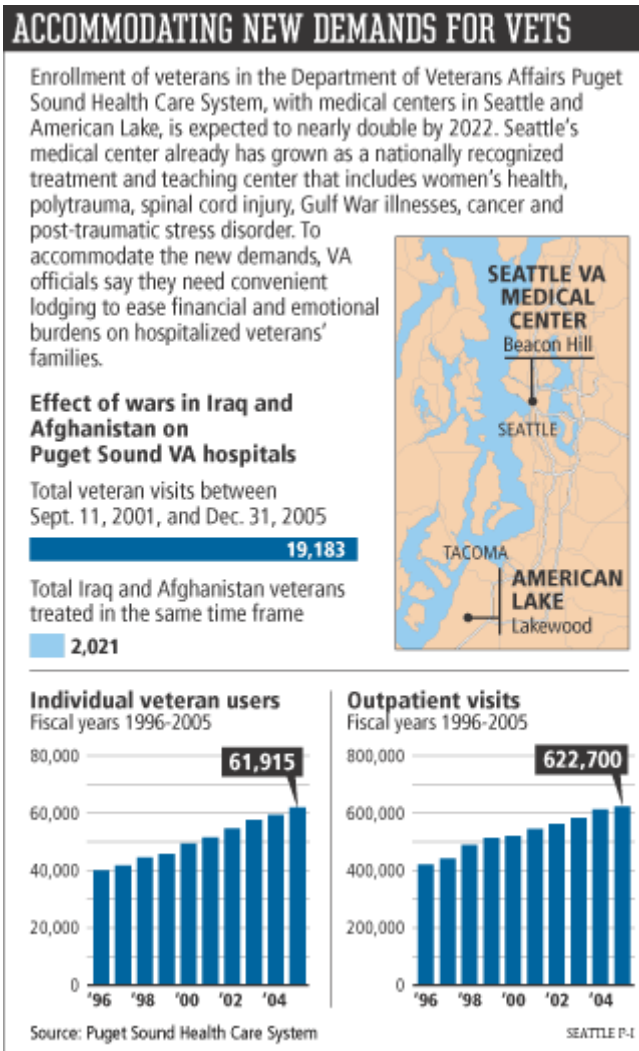 ACCOMMODATING NEW DEMANDS FOR VETS
Enrollment of veterans in the Department of Veterans Affairs Puget
Sound Health Care System, with medical centers in Seattle and
American Lake, is expected to nearly double by 2022. Seattle's
medical center already has grown as a nationally recognized
treatment and teaching center that includes women's health,
polytrauma, spinal cord injury, Gulf War illnesses, cancer and
post-traumatic stress disorder. To
accommodate the new demands, VA
officials say they need convenient
lodging to ease financial and emotional
burdens on hospitalized veterans'
families.
SEATTLE VA
MEDICAL
CENTER
Beacon Hill
SEATTLE
TACOMA
AMERICAN
LAKE
Lakewood
Effect of wars in Iraq and
Afghanistan on
Puget Sound VA hospitals
Total veteran visits between
Sept. 11, 2001, and Dec. 31, 2005
19,183
Total Iraq and Afghanistan veterans
treated in the same time frame
2,021
Individual veteran users
Fiscal years 1996-2005
80,000
61,915
60,000
40,000
20,000
0
'96 '98 '00 '02 '04
Outpatient visits
Fiscal years 1996-2005
800,000
622,700
600,000
400,000
200,000
0
'96 '98 '00 '02 '04
Source: Puget Sound Health Care System
SEATTLE P-I